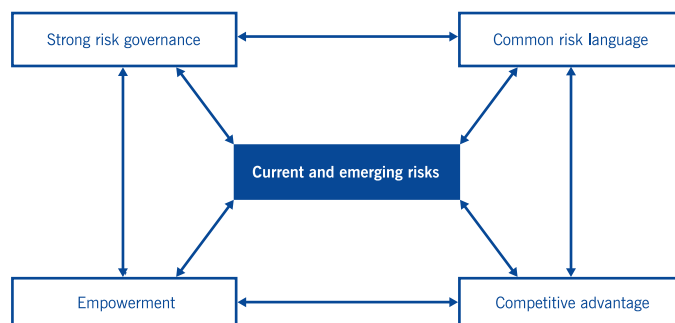 Strong risk governance
Common risk language
Current and emerging risks
Empowerment
Competitive advantage